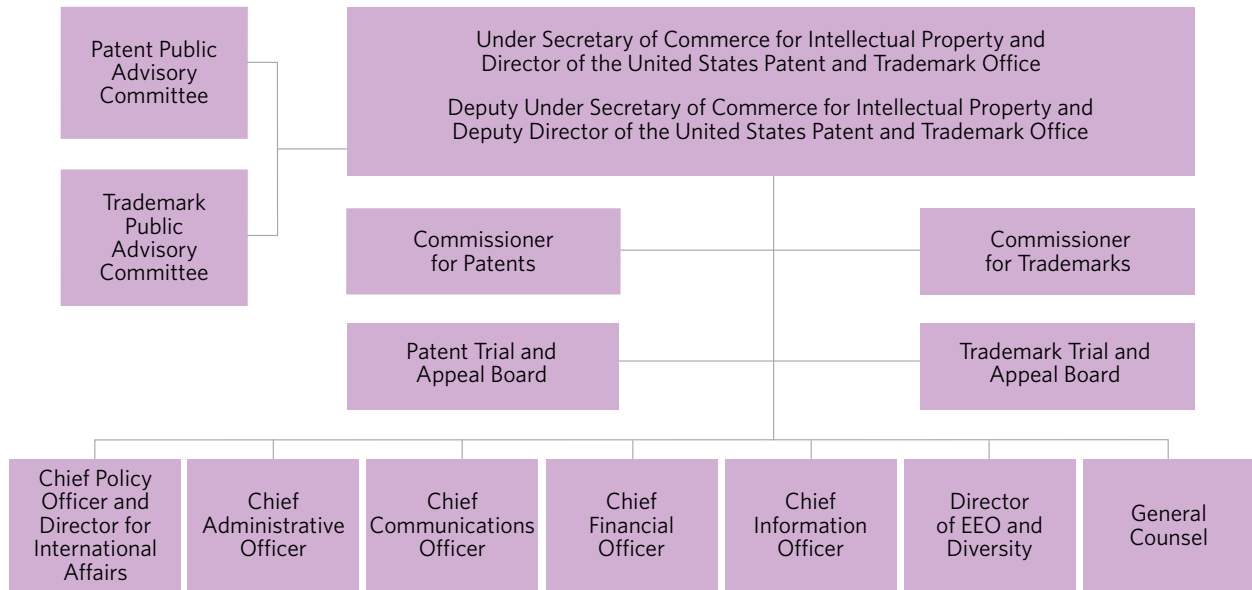 Patent Public
Advisory
Committee
Under Secretary of Commerce for Intellectual Property and
Director of the United States Patent and Trademark Office
Deputy Under Secretary of Commerce for Intellectual Property and
Deputy Director of the United States Patent and Trademark Office
Trademark
Public
Advisory
Committee
Commissioner
for Patents
Commissioner
for Trademarks
Patent Trial and
Appeal Board
Trademark Trial and
Appeal Board
Chief Policy
Officer and
Director for
International
Affairs
Chief
Administrative
Officer
Chief
Communications
Officer
Chief
Financial
Officer
Chief
Information
Officer
Director
of EEO and
Diversity
General
Counsel